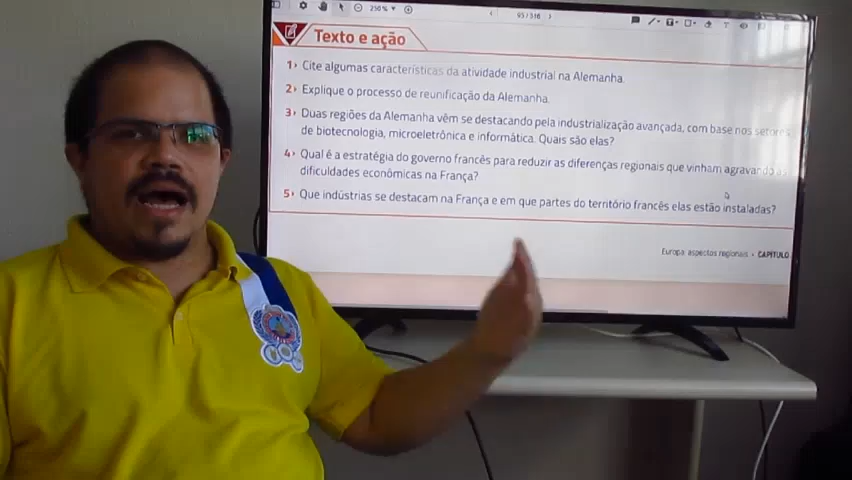 250%
93 / 316
Texto e ação
1› Cite algumas características da atividade industrial na Alemanha.
2› Explique o processo de reunificação da Alemanha.
3› Duas regiões da Alemanha vêm se destacando pela industrialização avançada, com base nos setores
de biotecnologia, microeletrônica e informática. Quais são elas?
4› Qual é a estratégia do governo francês para reduzir as diferenças regionais que vinham agravando as
dificuldades econômicas na França?
5› Que indústrias se destacam na França e em que partes do território francês elas estão instaladas?
Europa: aspectos regionais • CAPÍTULO